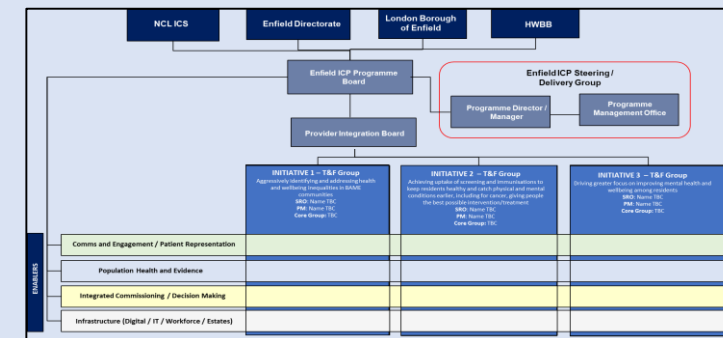 NCL ICS
Enfield Directorate
London Borough
of Enfield
HWBB
Enfield ICP Programme
Board
Enfield ICP Steering /
Delivery Group
Programme Director /
Manager
Programme
Management Office
Provider Integration Board
INITIATIVE 1 – T&F Group
Aggressively identifying and addressing health
and wellbeing inequalities in BAME
communities
SRO: Name TBC
PM: Name TBC
Core Group: TBC
INITIATIVE 2 – T&F Group
Achieving uptake of screening and immunisations to
keep residents healthy and catch physical and mental
conditions earlier, including for cancer, giving people
the best possible intervention/treatment
SRO: Name TBC
PM: Name TBC
Core Group: TBC
INITIATIVE 3 – T&F Group
Driving greater focus on improving mental health and
wellbeing among residents
SRO: Name TBC
PM: Name TBC
Core Group: TBC
ENABLERS
Comms and Engagement / Patient Representation
Population Health and Evidence
Integrated Commissioning / Decision Making
Infrastructure (Digital / IT / Workforce / Estates)